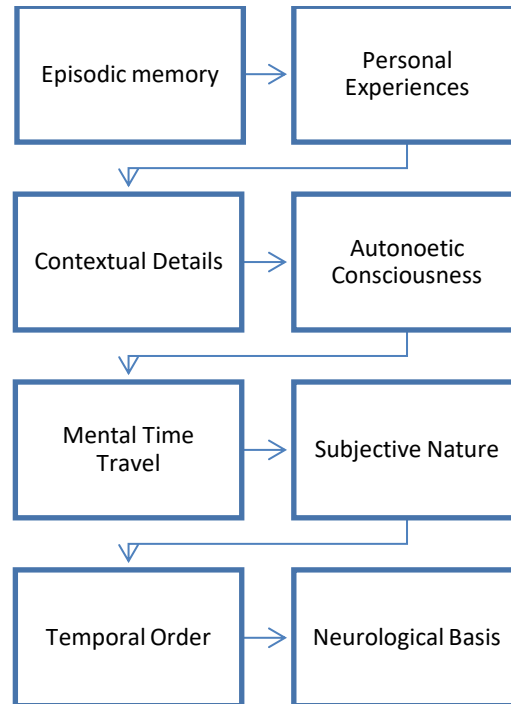 Episodic memory
Personal
Experiences
Contextual Details
Autonoetic
Consciousness
Mental Time
Travel
Subjective Nature
Temporal Order
Neurological Basis